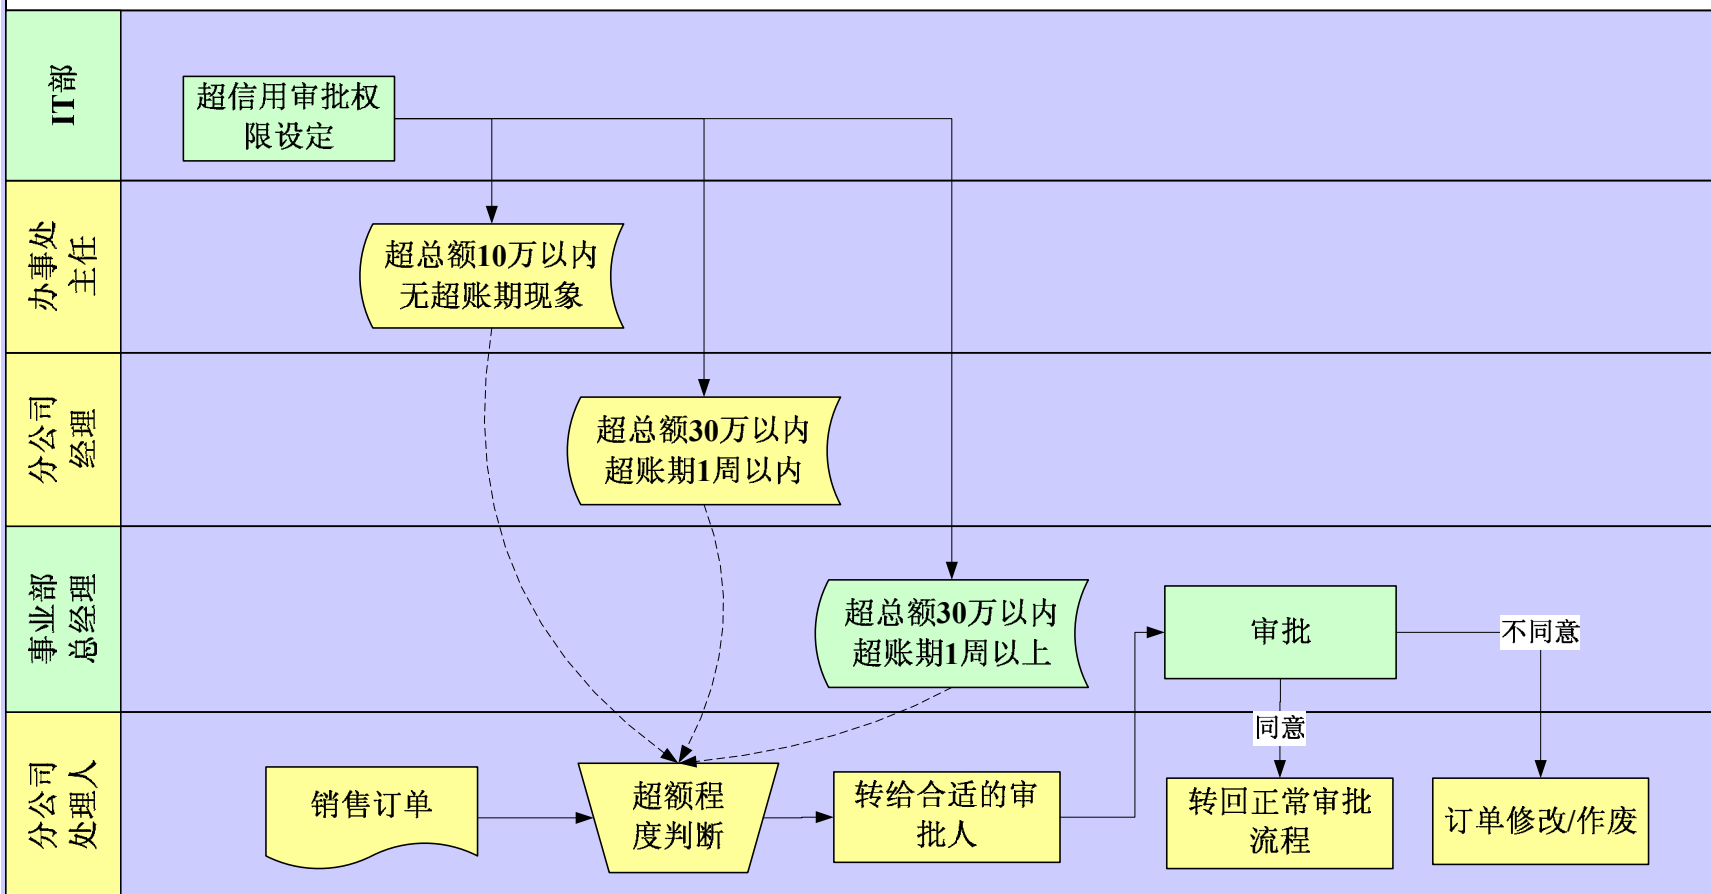 IT部
超信用审批权
限设定
办事处
主任
超总额10万以内
无超账期现象
分公司
经理
超总额30万以内
超账期1周以内
事业部
总经理
超总额30万以内
超账期1周以上
审批
不同意
同意
分公司
处理人
销售订单
超额程
度判断
转给合适的审
批人
转回正常审批
流程
订单修改/作废